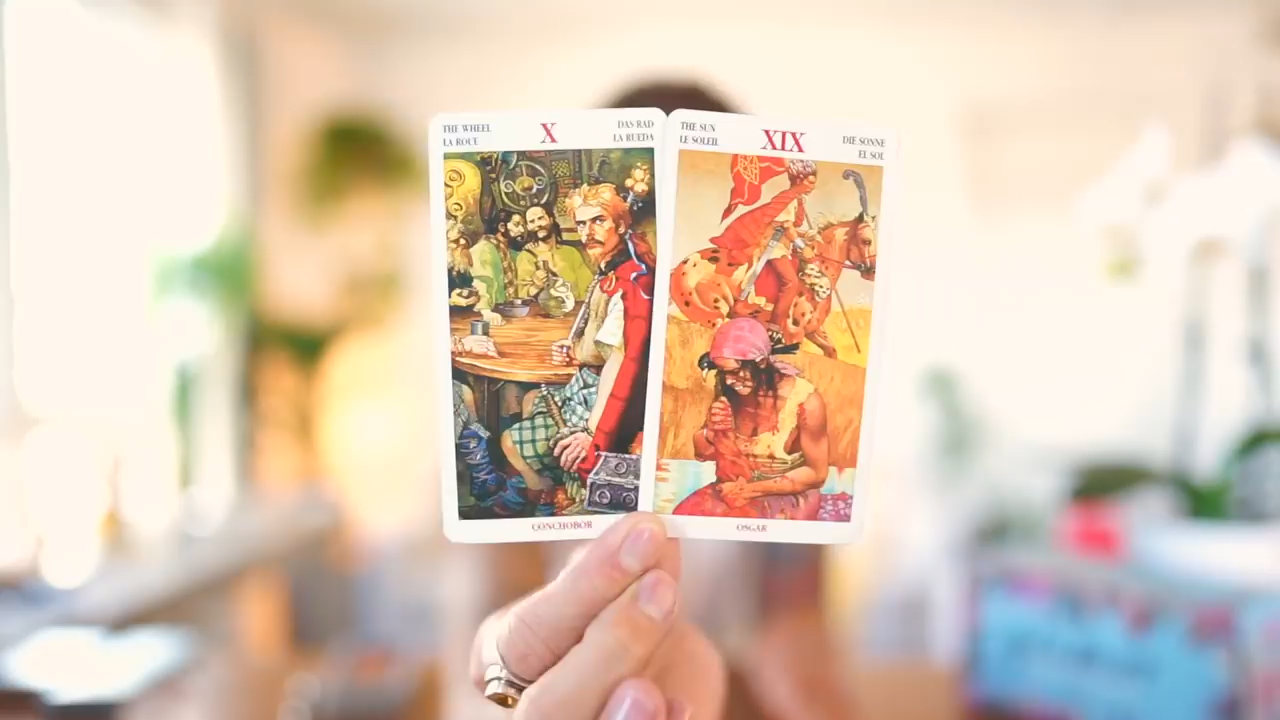 THE WHEEL
LA ROUE
X
DAS RAD
LA RUEDA
CONCHOBOR
THE SUN
LE SOLEIL
XIX
DIE SONNE
EL SOL
OSGAR